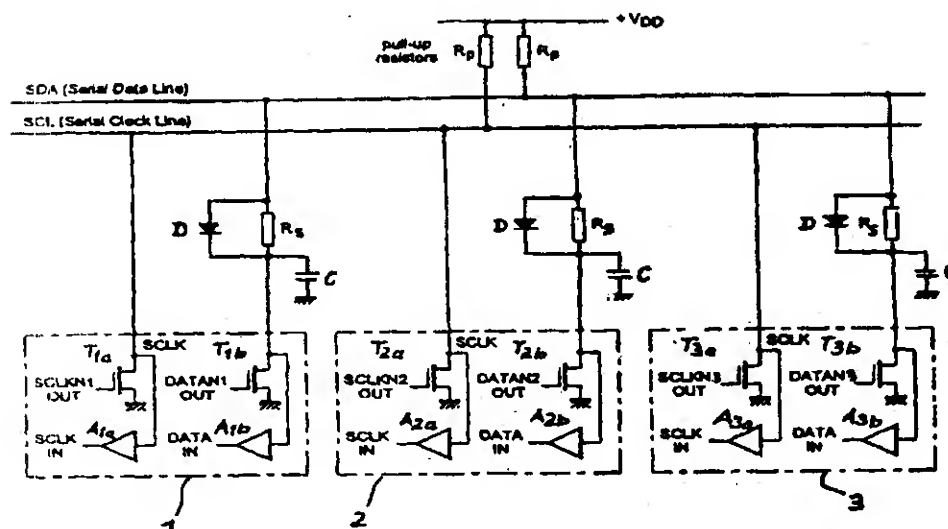 + VDD
pull-up
resistors
Rp
Rp
SDA (Serial Data Line)
SCL (Serial Clock Line)
D
Rs
C
D
Rs
C
D
Rs
C
T1a
SCLK
T1b
SCLKN1
OUT
DATAN1
OUT
SCLK
IN
A1a
DATA
IN
A1b
T2a
SCLK
T2b
SCLKN2
OUT
DATAN2
OUT
SCLK
IN
A2a
DATA
IN
A2b
T3a
SCLK
T3b
SCLKN3
OUT
DATAN3
OUT
SCLK
IN
A3a
DATA
IN
A3b
1
2
3